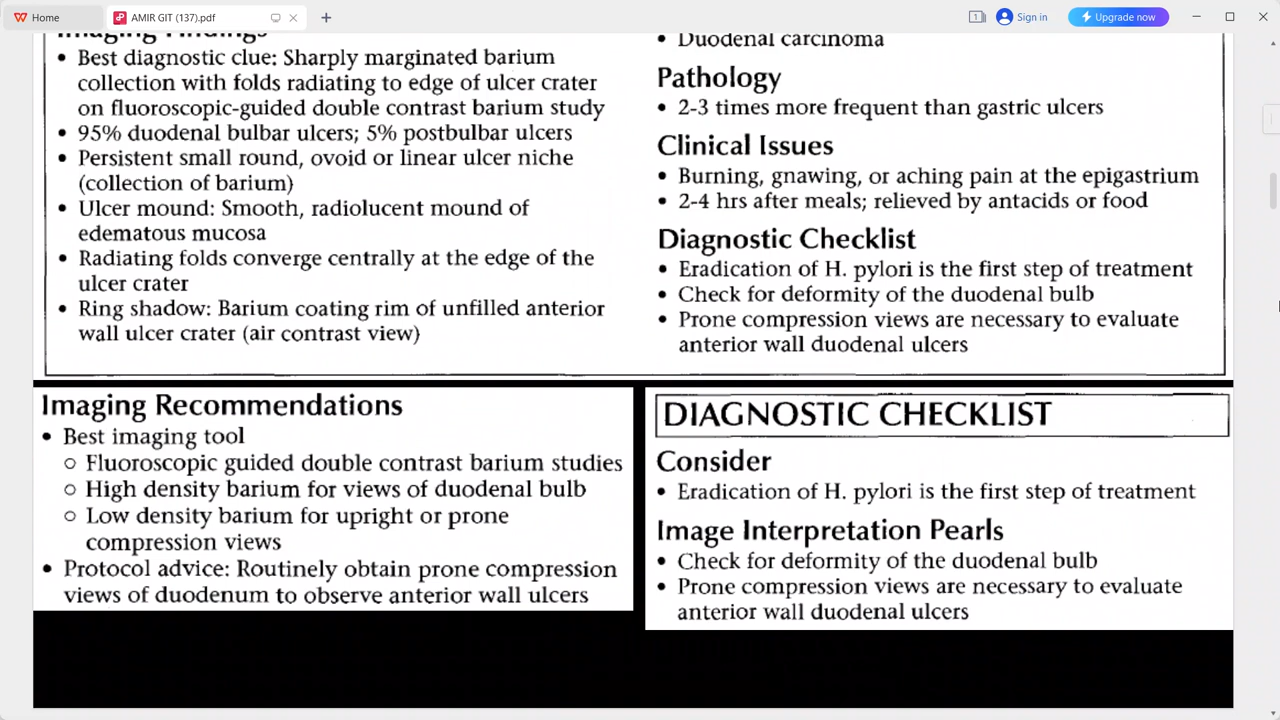 Home
AMIR GIT (137).pdf
Sign in
Upgrade now
Imaging Findings
• Best diagnostic clue: Sharply marginated barium
collection with folds radiating to edge of ulcer crater
on fluoroscopic-guided double contrast barium study
• 95% duodenal bulbar ulcers; 5% postbulbar ulcers
• Persistent small round, ovoid or linear ulcer niche
(collection of barium)
• Ulcer mound: Smooth, radiolucent mound of
edematous mucosa
• Radiating folds converge centrally at the edge of the
ulcer crater
• Ring shadow: Barium coating rim of unfilled anterior
wall ulcer crater (air contrast view)
• Duodenal carcinoma
Pathology
• 2-3 times more frequent than gastric ulcers
Clinical Issues
• Burning, gnawing, or aching pain at the epigastrium
• 2-4 hrs after meals; relieved by antacids or food
Diagnostic Checklist
• Eradication of H. pylori is the first step of treatment
• Check for deformity of the duodenal bulb
• Prone compression views are necessary to evaluate
anterior wall duodenal ulcers
Imaging Recommendations
• Best imaging tool
○ Fluoroscopic guided double contrast barium studies
○ High density barium for views of duodenal bulb
○ Low density barium for upright or prone
compression views
• Protocol advice: Routinely obtain prone compression
views of duodenum to observe anterior wall ulcers
DIAGNOSTIC CHECKLIST
Consider
• Eradication of H. pylori is the first step of treatment
Image Interpretation Pearls
• Check for deformity of the duodenal bulb
• Prone compression views are necessary to evaluate
anterior wall duodenal ulcers